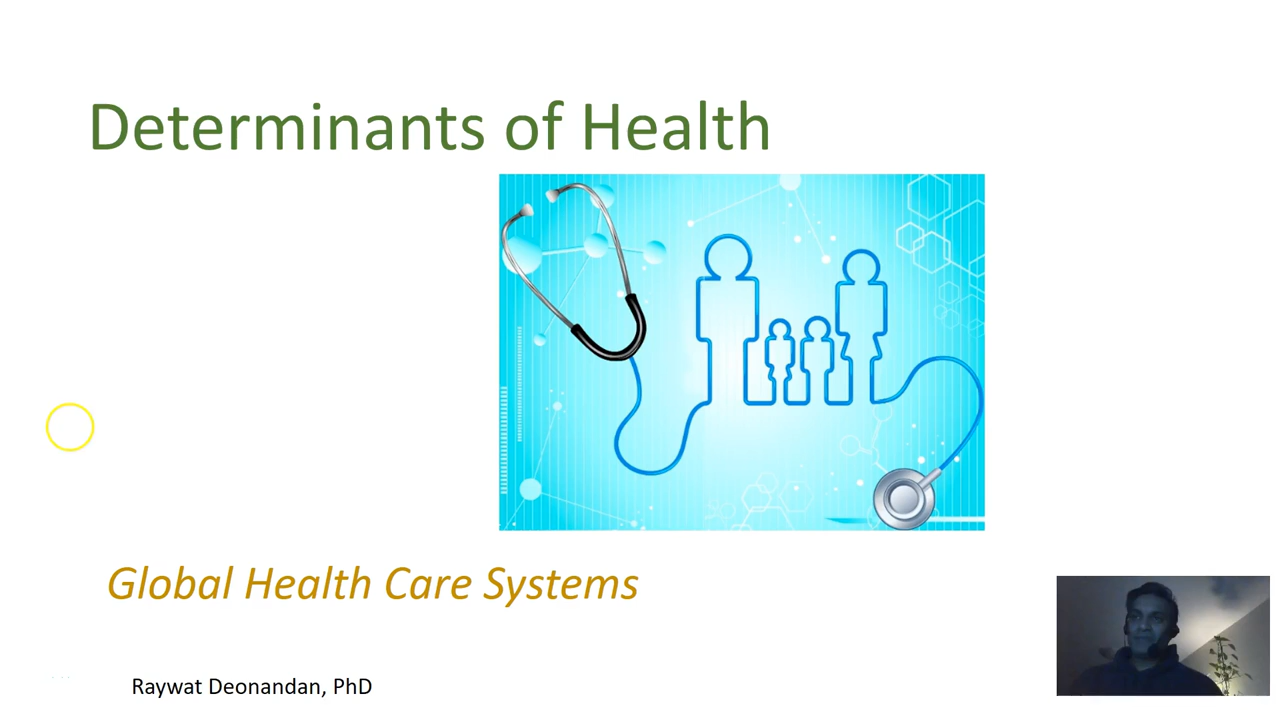 Determinants of Health
Global Health Care Systems
Raywat Deonandan, PhD